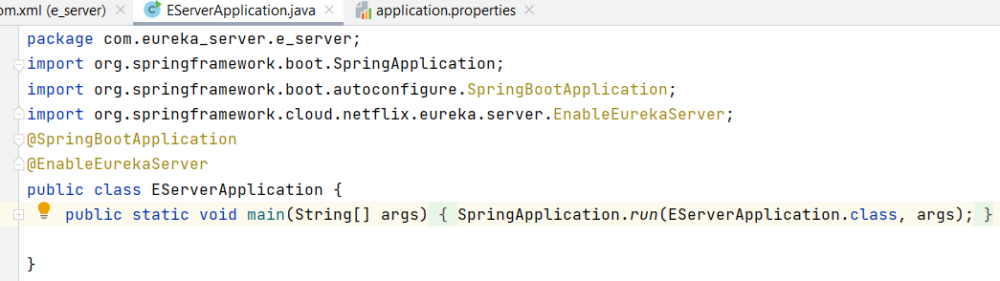 om.xml (e_server) EServerApplication.java application.properties
package com.eureka_server.e_server;
import org.springframework.boot.SpringApplication;
import org.springframework.boot.autoconfigure.SpringBootApplication;
import org.springframework.cloud.netflix.eureka.server.EnableEurekaServer;
@SpringBootApplication
@EnableEurekaServer
public class EServerApplication {
public static void main(String[] args) { SpringApplication.run(EServerApplication.class, args); }
}